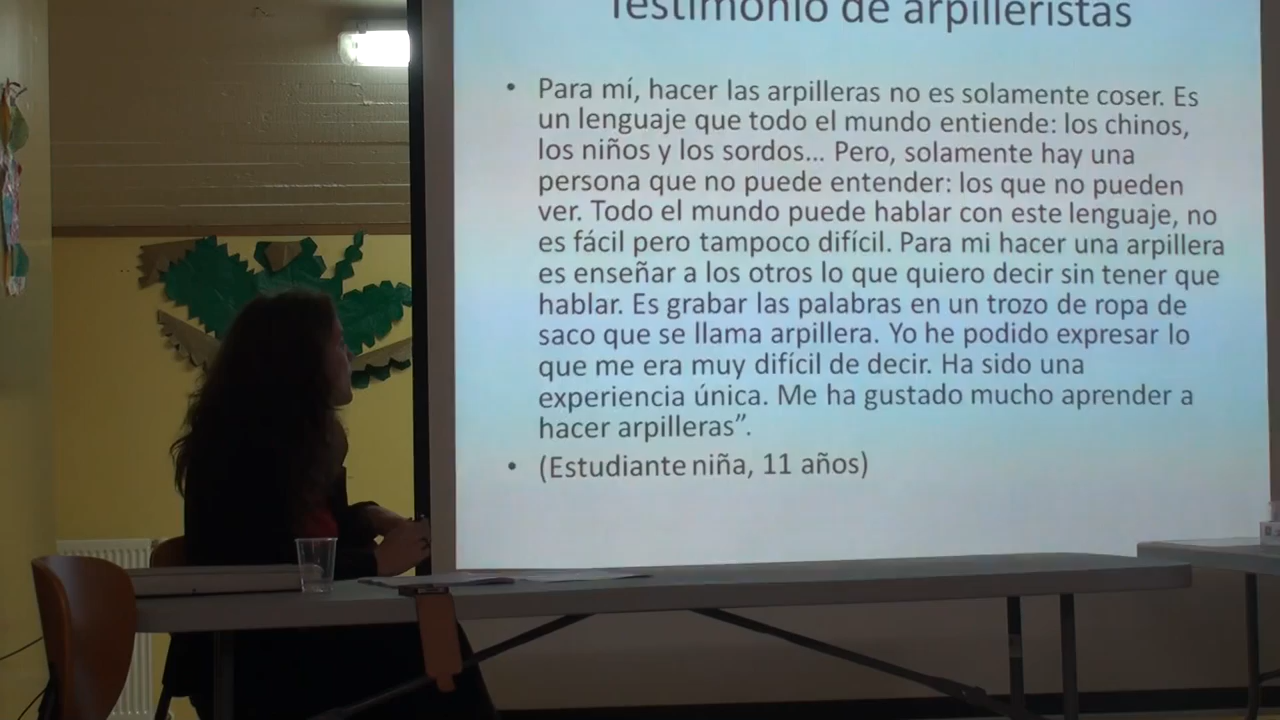 Testimonio de arpilleristas
• Para mí, hacer las arpilleras no es solamente coser. Es
un lenguaje que todo el mundo entiende: los chinos,
los niños y los sordos... Pero, solamente hay una
persona que no puede entender: los que no pueden
ver. Todo el mundo puede hablar con este lenguaje, no
es fácil pero tampoco difícil. Para mi hacer una arpillera
es enseñar a los otros lo que quiero decir sin tener que
hablar. Es grabar las palabras en un trozo de ropa de
saco que se llama arpillera. Yo he podido expresar lo
que me era muy difícil de decir. Ha sido una
experiencia única. Me ha gustado mucho aprender a
hacer arpilleras”.
• (Estudiante niña, 11 años)